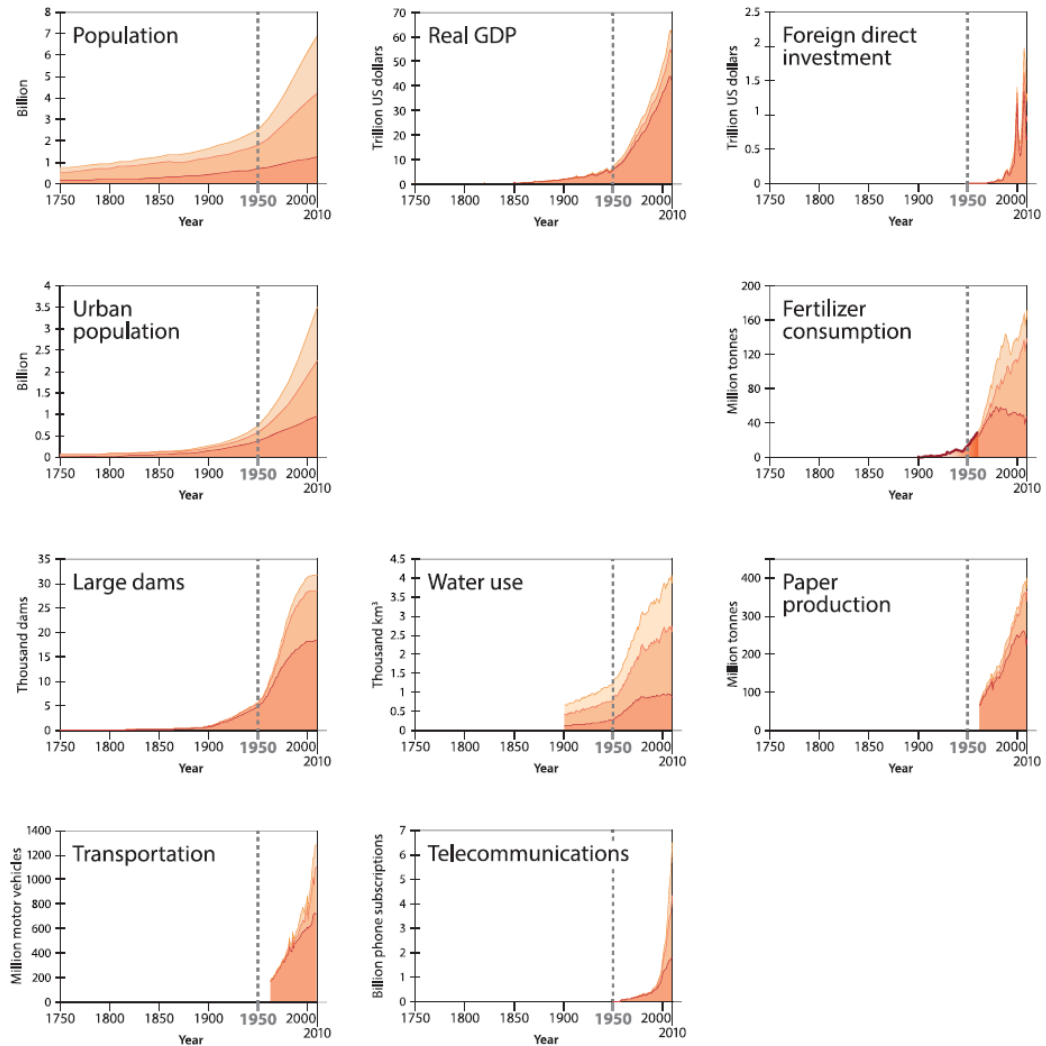 Population
Billion
8
7
6
5
4
3
2
1
0
1750 1800 1850 1900 1950 2000
2010
Year
Real GDP
Trillion US dollars
70
60
50
40
30
20
10
0
1750 1800 1850 1900 1950 2000
2010
Year
Foreign direct
investment
Trillion US dollars
2.5
2
1.5
1
0.5
0
1750 1800 1850 1900 1950 2000
2010
Year
Urban
population
Billion
4
3.5
3
2.5
2
1.5
1
0.5
0
1750 1800 1850 1900 1950 2000
2010
Year
Fertilizer
consumption
Million tonnes
200
160
120
80
40
0
1750 1800 1850 1900 1950 2000
2010
Year
Large dams
Thousand dams
35
30
25
20
15
10
5
0
1750 1800 1850 1900 1950 2000
2010
Year
Water use
Thousand km³
4.5
4
3.5
3
2.5
2
1.5
1
0.5
0
1750 1800 1850 1900 1950 2000
2010
Year
Paper
production
Million tonnes
400
300
200
100
0
1750 1800 1850 1900 1950 2000
2010
Year
Transportation
Million motor vehicles
1400
1200
1000
800
600
400
200
0
1750 1800 1850 1900 1950 2000
2010
Year
Telecommunications
Billion phone subscriptions
7
6
5
4
3
2
1
0
1750 1800 1850 1900 1950 2000
2010
Year